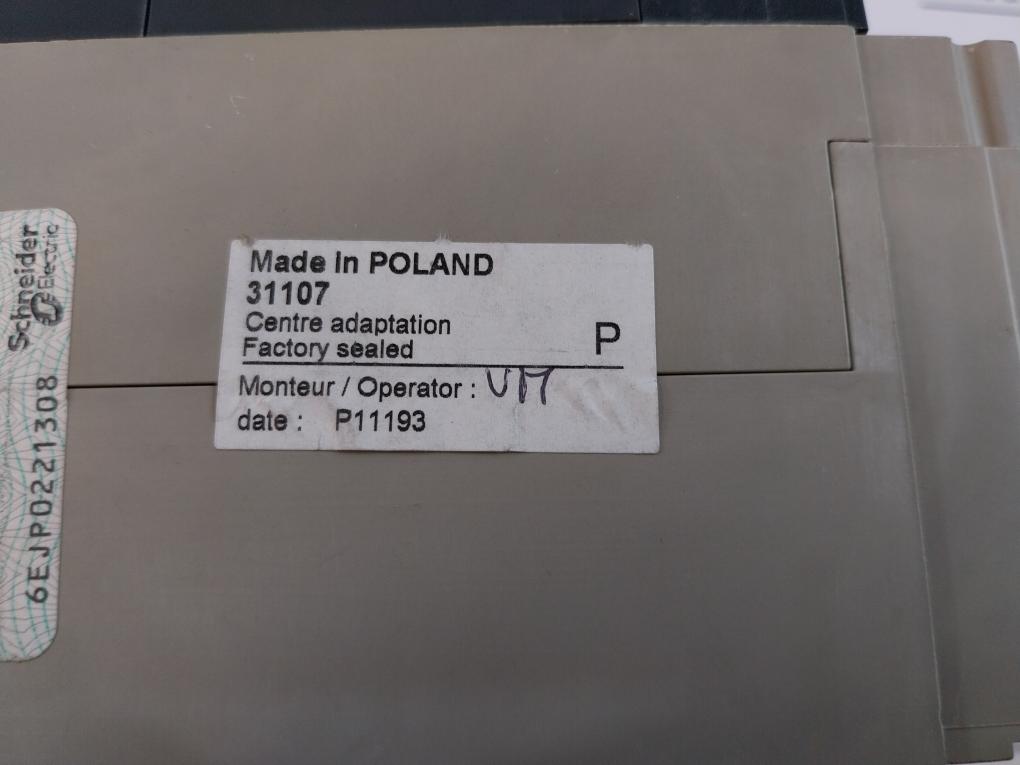 Schneider
Electric
6EJP0221308
Made In POLAND
31107
Centre adaptation
Factory sealed
P
Monteur / Operator : VM
date : P11193